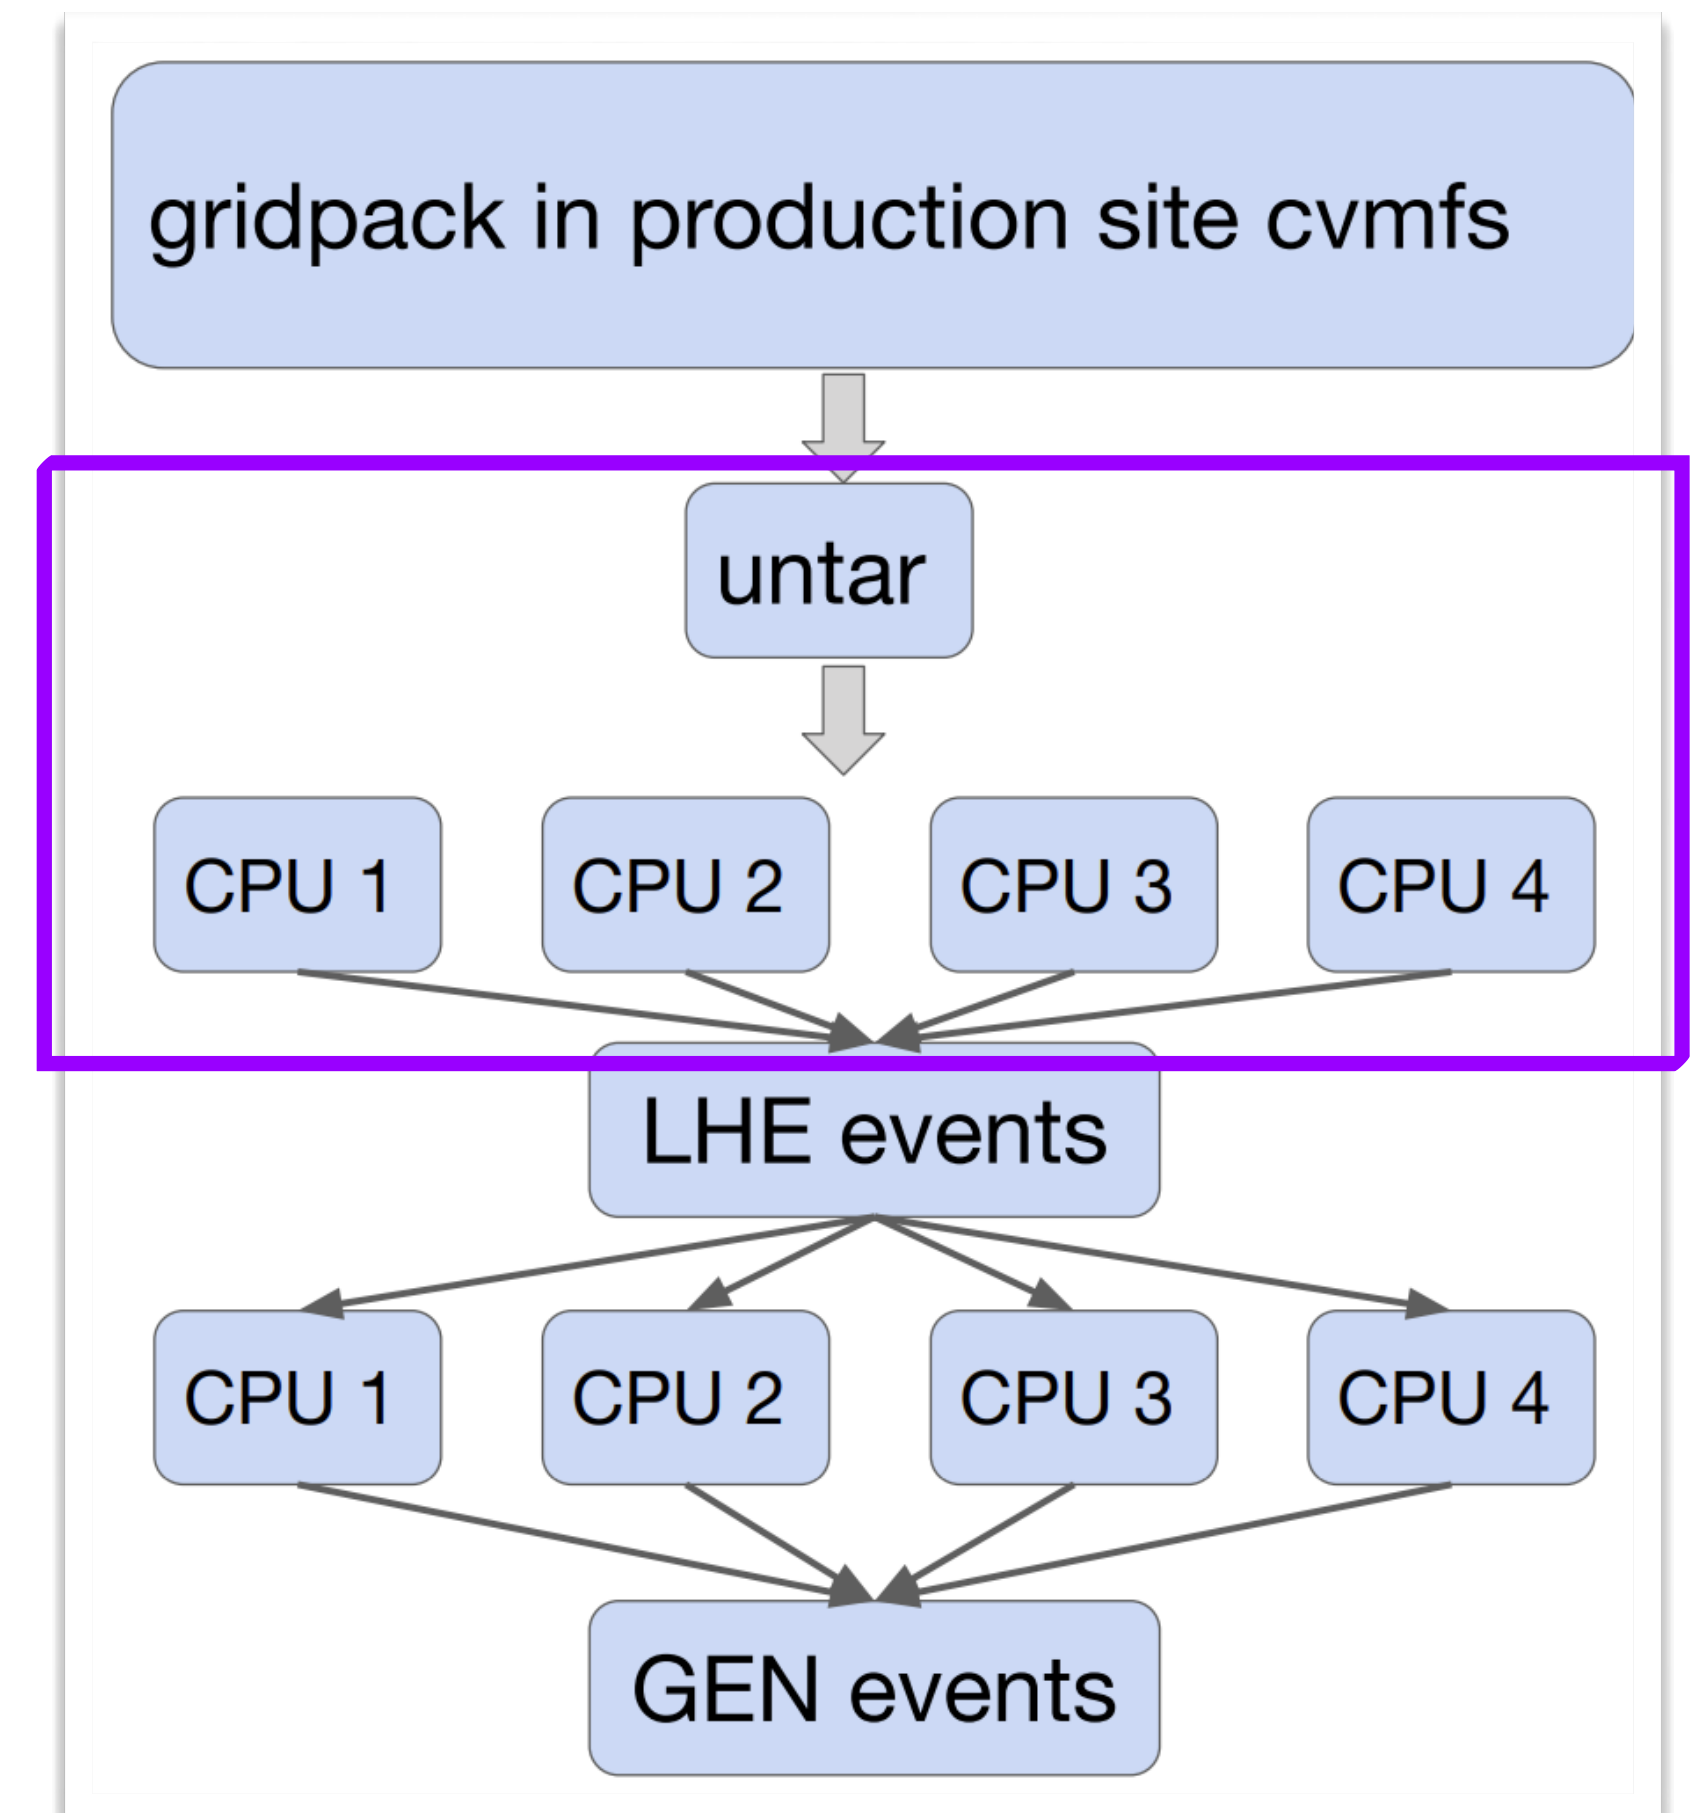 gridpack in production site cvmfs
untar
CPU 1
CPU 2
CPU 3
CPU 4
LHE events
CPU 1
CPU 2
CPU 3
CPU 4
GEN events